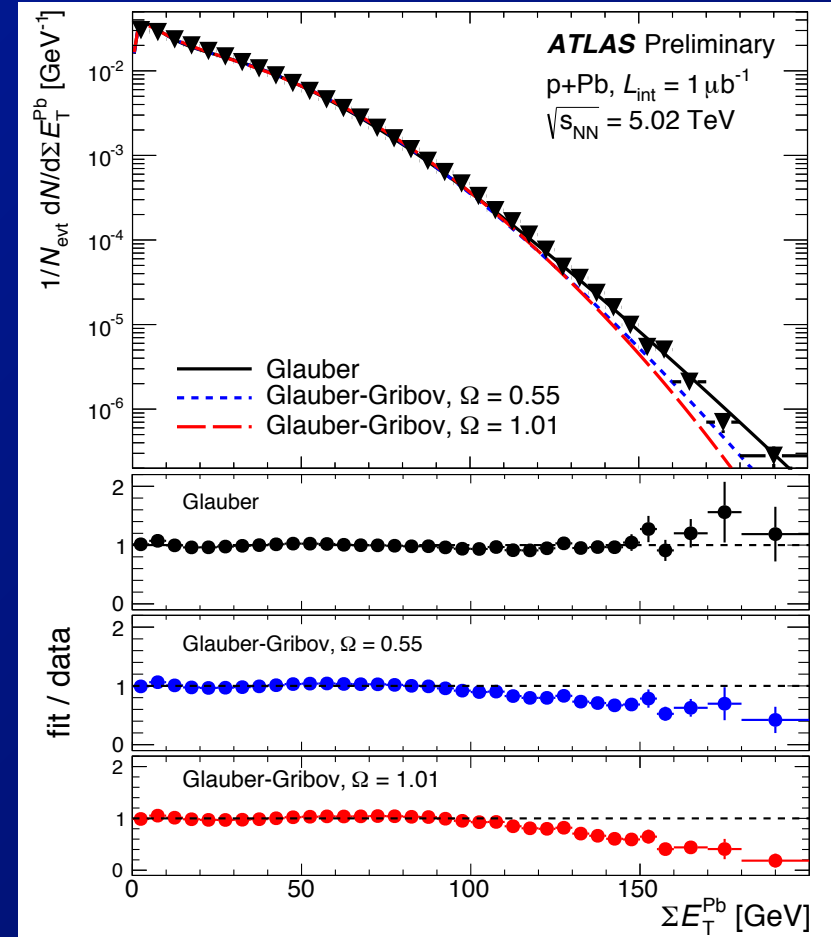 ATLAS Preliminary
p+Pb, L_int = 1 μb⁻¹
√s_NN = 5.02 TeV
1/N_evt dN/dΣE_T^Pb [GeV⁻¹]
10⁻²
10⁻³
10⁻⁴
10⁻⁵
10⁻⁶
Glauber
Glauber-Gribov, Ω = 0.55
Glauber-Gribov, Ω = 1.01
fit / data
2
Glauber
1
0
2
Glauber-Gribov, Ω = 0.55
1
0
2
Glauber-Gribov, Ω = 1.01
1
0
0 50 100 150
ΣE_T^Pb [GeV]